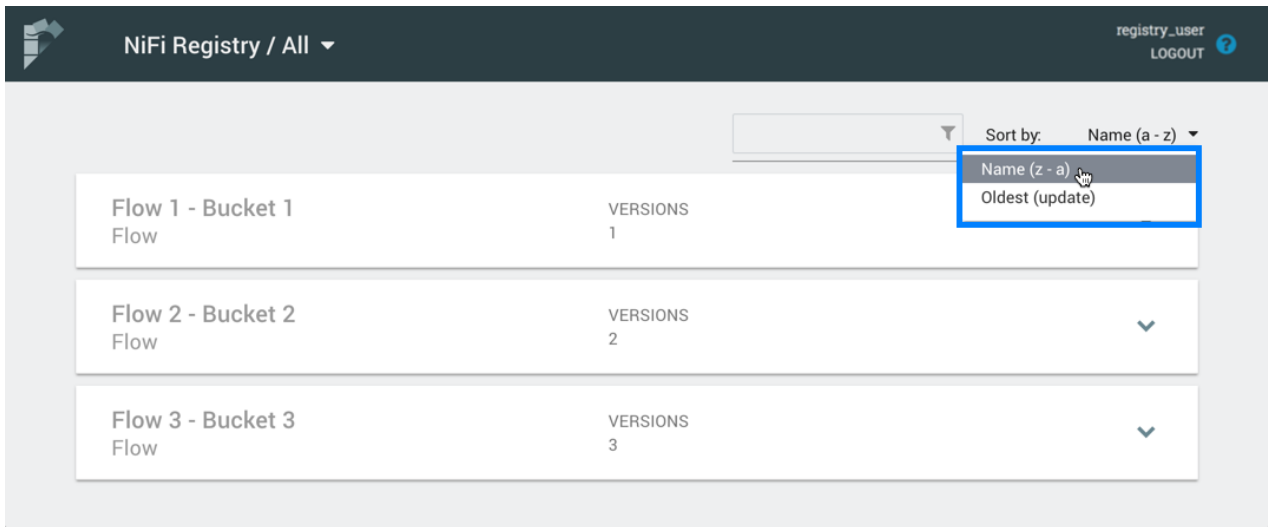 NiFi Registry / All
registry_user
LOGOUT
?
Sort by: Name (a - z)
Name (z - a)
Oldest (update)
Flow 1 - Bucket 1
Flow
VERSIONS
1
Flow 2 - Bucket 2
Flow
VERSIONS
2
Flow 3 - Bucket 3
Flow
VERSIONS
3